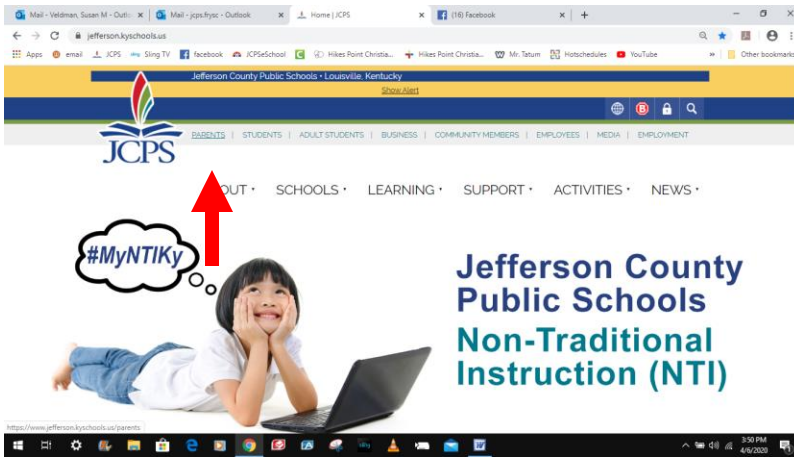 Mail - Veldman, Susan M - Outlo
Mail - jcps.frysc - Outlook
Home | JCPS
(16) Facebook
jefferson.kyschools.us
Apps
email
JCPS
Sling TV
facebook
JCPSeSchool
Hikes Point Christia...
Hikes Point Christia...
Mr. Tatum
Hotschedules
YouTube
Other bookmarks
Jefferson County Public Schools • Louisville, Kentucky
Show Alert
JCPS
PARENTS | STUDENTS | ADULT STUDENTS | BUSINESS | COMMUNITY MEMBERS | EMPLOYEES | MEDIA | EMPLOYMENT
OUT
SCHOOLS
LEARNING
SUPPORT
ACTIVITIES
NEWS
#MyNTIKy
Jefferson County
Public Schools
Non-Traditional
Instruction (NTI)
https://www.jefferson.kyschools.us/parents
3:50 PM
4/6/2020